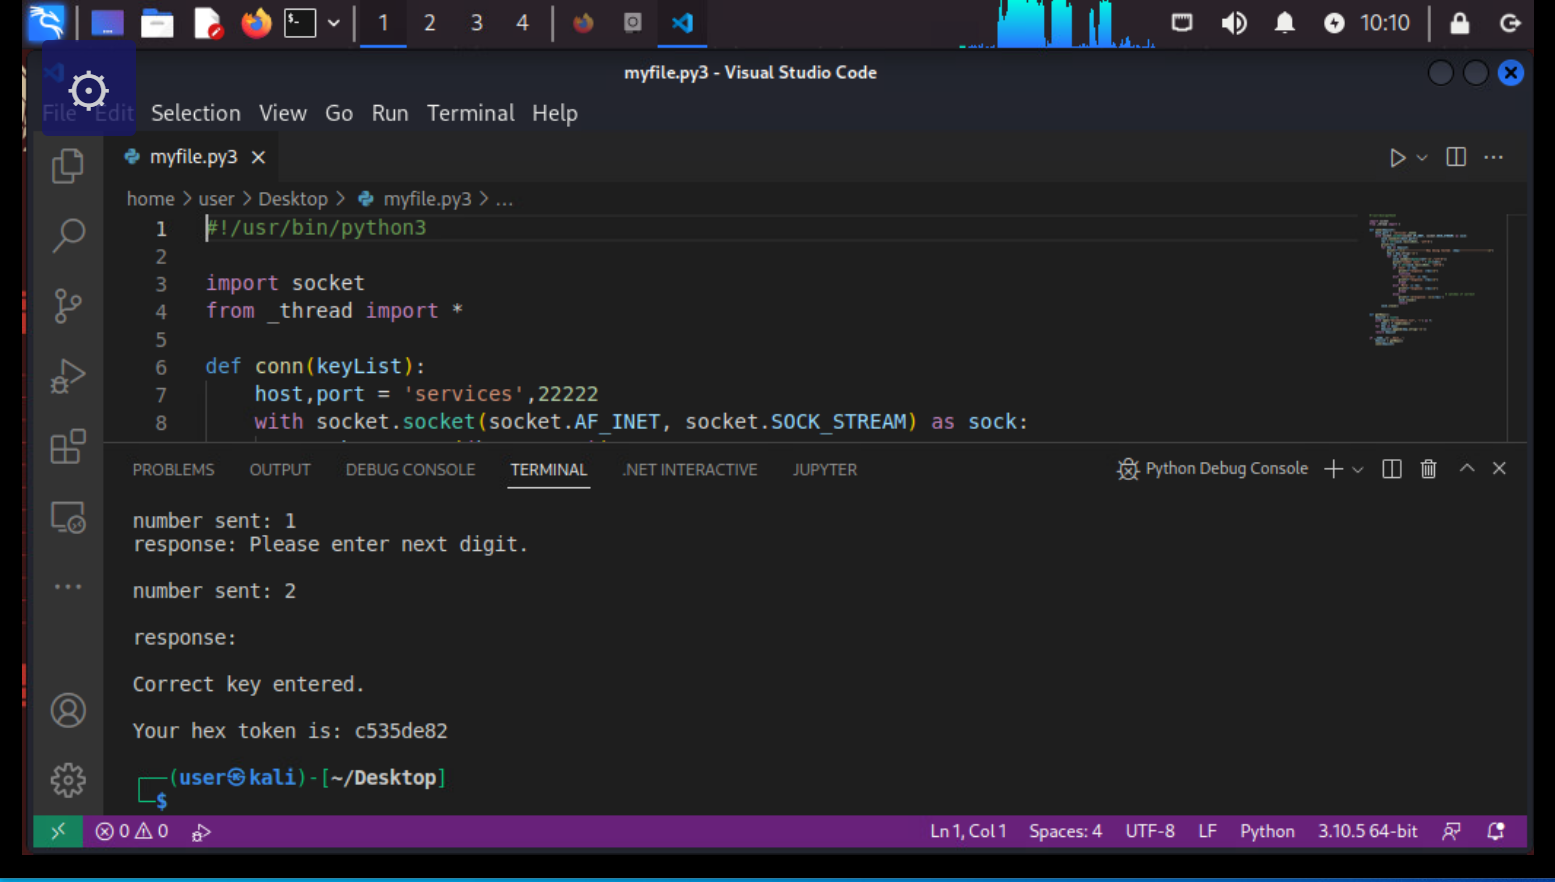 1 2 3 4 10:10
myfile.py3 - Visual Studio Code
File Edit Selection View Go Run Terminal Help
myfile.py3
home > user > Desktop > myfile.py3 > ...
1 #!/usr/bin/python3
2
3 import socket
4 from _thread import *
5
6 def conn(keyList):
7 host,port = 'services',22222
8 with socket.socket(socket.AF_INET, socket.SOCK_STREAM) as sock:
PROBLEMS OUTPUT DEBUG CONSOLE TERMINAL .NET INTERACTIVE JUPYTER Python Debug Console
number sent: 1
response: Please enter next digit.
number sent: 2
response:
Correct key entered.
Your hex token is: c535de82
(user㉿kali)-[~/Desktop]
$
0 0 Ln 1, Col 1 Spaces: 4 UTF-8 LF Python 3.10.5 64-bit